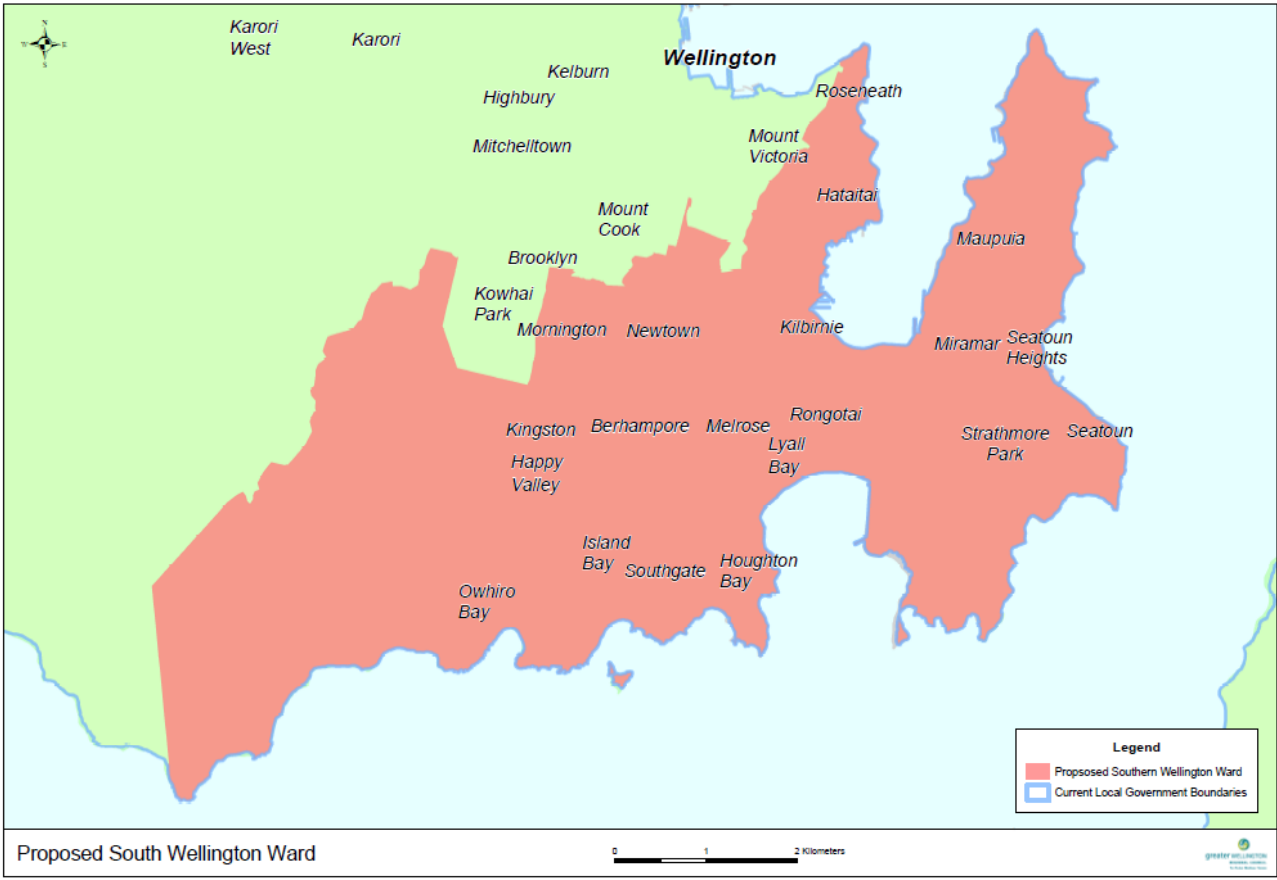 N
W
E
S
Karori
West
Karori
Wellington
Kelburn
Highbury
Roseneath
Mitchelltown
Mount
Victoria
Hataitai
Mount
Cook
Maupuia
Brooklyn
Kowhai
Park
Mornington
Newtown
Kilbirnie
Miramar
Seatoun
Heights
Kingston
Berhampore
Melrose
Rongotai
Lyall
Bay
Strathmore
Park
Seatoun
Happy
Valley
Island
Bay
Southgate
Houghton
Bay
Owhiro
Bay
Legend
Propsosed Southern Wellington Ward
Current Local Government Boundaries
Proposed South Wellington Ward
0 1 2 Kilometers
greater WELLINGTON
REGIONAL COUNCIL